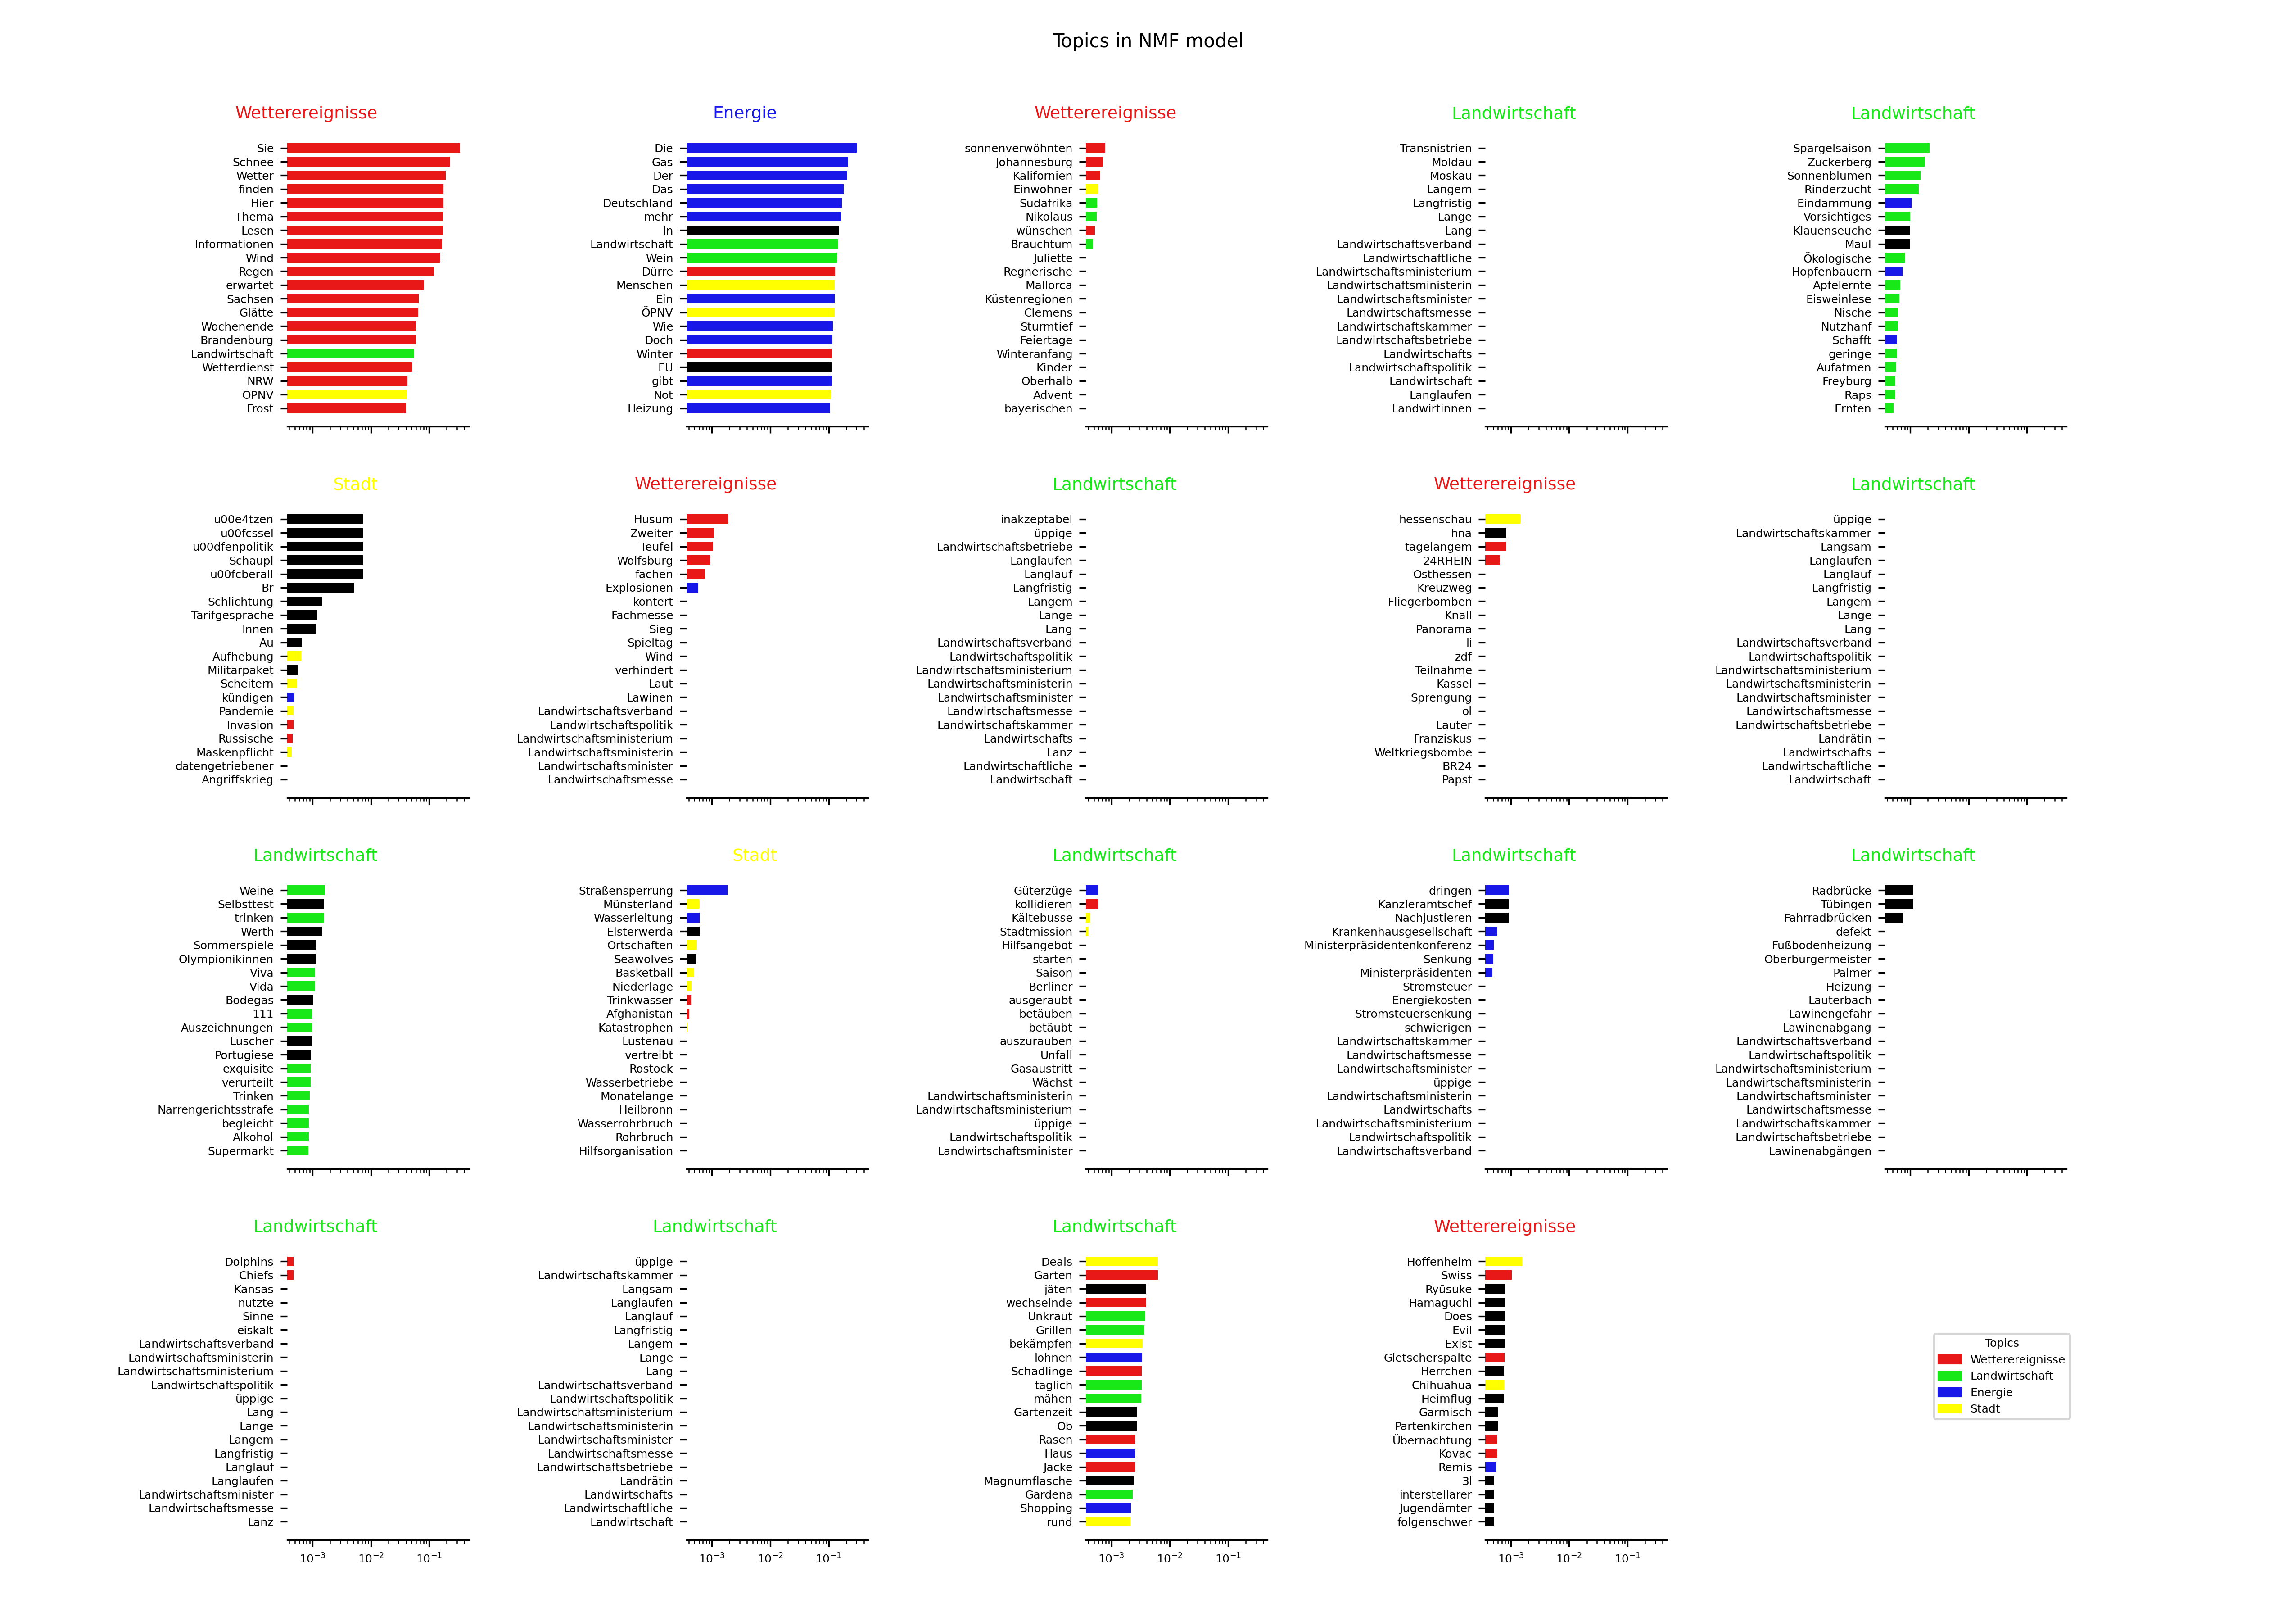 Topics in NMF model
Wetterereignisse
Sie
Schnee
Wetter
finden
Hier
Thema
Lesen
Informationen
Wind
Regen
erwartet
Sachsen
Glätte
Wochenende
Brandenburg
Landwirtschaft
Wetterdienst
NRW
ÖPNV
Frost
Energie
Die
Gas
Der
Das
Deutschland
mehr
In
Landwirtschaft
Wein
Dürre
Menschen
Ein
ÖPNV
Wie
Doch
Winter
EU
gibt
Not
Heizung
Wetterereignisse
sonnenverwöhnten
Johannesburg
Kalifornien
Einwohner
Südafrika
Nikolaus
wünschen
Brauchtum
Juliette
Regnerische
Mallorca
Küstenregionen
Clemens
Sturmtief
Feiertage
Winteranfang
Kinder
Oberhalb
Advent
bayerischen
Landwirtschaft
Transnistrien
Moldau
Moskau
Langem
Langfristig
Lange
Lang
Landwirtschaftsverband
Landwirtschaftliche
Landwirtschaftsministerium
Landwirtschaftsministerin
Landwirtschaftsminister
Landwirtschaftsmesse
Landwirtschaftskammer
Landwirtschaftsbetriebe
Landwirtschafts
Landwirtschaftspolitik
Landwirtschaft
Langlaufen
Landwirtinnen
Landwirtschaft
Spargelsaison
Zuckerberg
Sonnenblumen
Rinderzucht
Eindämmung
Vorsichtiges
Klauenseuche
Maul
Ökologische
Hopfenbauern
Apfelernte
Eisweinlese
Nische
Nutzhanf
Schafft
geringe
Aufatmen
Freyburg
Raps
Ernten
Stadt
u00e4tzen
u00fcssel
u00dfenpolitik
Schaupl
u00fcberall
Br
Schlichtung
Tarifgespräche
Innen
Au
Aufhebung
Militärpaket
Scheitern
kündigen
Pandemie
Invasion
Russische
Maskenpflicht
datengetriebener
Angriffskrieg
Wetterereignisse
Husum
Zweiter
Teufel
Wolfsburg
fachen
Explosionen
kontert
Fachmesse
Sieg
Spieltag
Wind
verhindert
Laut
Lawinen
Landwirtschaftsverband
Landwirtschaftspolitik
Landwirtschaftsministerium
Landwirtschaftsministerin
Landwirtschaftsminister
Landwirtschaftsmesse
Landwirtschaft
inakzeptabel
üppige
Landwirtschaftsbetriebe
Langlaufen
Langlauf
Langfristig
Langem
Lange
Lang
Landwirtschaftsverband
Landwirtschaftspolitik
Landwirtschaftsministerium
Landwirtschaftsministerin
Landwirtschaftsminister
Landwirtschaftsmesse
Landwirtschaftskammer
Landwirtschafts
Lanz
Landwirtschaftliche
Landwirtschaft
Wetterereignisse
hessenschau
hna
tagelangem
24RHEIN
Osthessen
Kreuzweg
Fliegerbomben
Knall
Panorama
li
zdf
Teilnahme
Kassel
Sprengung
ol
Lauter
Franziskus
Weltkriegsbombe
BR24
Papst
Landwirtschaft
üppige
Landwirtschaftskammer
Langsam
Langlaufen
Langlauf
Langfristig
Langem
Lange
Lang
Landwirtschaftsverband
Landwirtschaftspolitik
Landwirtschaftsministerium
Landwirtschaftsministerin
Landwirtschaftsminister
Landwirtschaftsmesse
Landwirtschaftsbetriebe
Landrätin
Landwirtschafts
Landwirtschaftliche
Landwirtschaft
Landwirtschaft
Weine
Selbsttest
trinken
Werth
Sommerspiele
Olympionikinnen
Viva
Vida
Bodegas
111
Auszeichnungen
Lüscher
Portugiese
exquisite
verurteilt
Trinken
Narrengerichtsstrafe
begleicht
Alkohol
Supermarkt
Stadt
Straßensperrung
Münsterland
Wasserleitung
Elsterwerda
Ortschaften
Seawolves
Basketball
Niederlage
Trinkwasser
Afghanistan
Katastrophen
Lustenau
vertreibt
Rostock
Wasserbetriebe
Monatelange
Heilbronn
Wasserrohrbruch
Rohrbruch
Hilfsorganisation
Landwirtschaft
Güterzüge
kollidieren
Kältebusse
Stadtmission
Hilfsangebot
starten
Saison
Berliner
ausgeraubt
betäuben
betäubt
auszurauben
Unfall
Gasaustritt
Wächst
Landwirtschaftsministerin
Landwirtschaftsministerium
üppige
Landwirtschaftspolitik
Landwirtschaftsminister
Landwirtschaft
dringen
Kanzleramtschef
Nachjustieren
Krankenhausgesellschaft
Ministerpräsidentenkonferenz
Senkung
Ministerpräsidenten
Stromsteuer
Energiekosten
Stromsteuersenkung
schwierigen
Landwirtschaftskammer
Landwirtschaftsmesse
Landwirtschaftsminister
üppige
Landwirtschaftsministerin
Landwirtschafts
Landwirtschaftsministerium
Landwirtschaftspolitik
Landwirtschaftsverband
Landwirtschaft
Radbrücke
Tübingen
Fahrradbrücken
defekt
Fußbodenheizung
Oberbürgermeister
Palmer
Heizung
Lauterbach
Lawinengefahr
Lawinenabgang
Landwirtschaftsverband
Landwirtschaftspolitik
Landwirtschaftsministerium
Landwirtschaftsministerin
Landwirtschaftsminister
Landwirtschaftsmesse
Landwirtschaftskammer
Landwirtschaftsbetriebe
Lawinenabgängen
Landwirtschaft
Dolphins
Chiefs
Kansas
nutzte
Sinne
eiskalt
Landwirtschaftsverband
Landwirtschaftsministerin
Landwirtschaftsministerium
Landwirtschaftspolitik
üppige
Lang
Lange
Langem
Langfristig
Langlauf
Langlaufen
Landwirtschaftsminister
Landwirtschaftsmesse
Lanz
10⁻³ 10⁻² 10⁻¹
Landwirtschaft
üppige
Landwirtschaftskammer
Langsam
Langlaufen
Langlauf
Langfristig
Langem
Lange
Lang
Landwirtschaftsverband
Landwirtschaftspolitik
Landwirtschaftsministerium
Landwirtschaftsministerin
Landwirtschaftsminister
Landwirtschaftsmesse
Landwirtschaftsbetriebe
Landrätin
Landwirtschafts
Landwirtschaftliche
Landwirtschaft
10⁻³ 10⁻² 10⁻¹
Landwirtschaft
Deals
Garten
jäten
wechselnde
Unkraut
Grillen
bekämpfen
lohnen
Schädlinge
täglich
mähen
Gartenzeit
Ob
Rasen
Haus
Jacke
Magnumflasche
Gardena
Shopping
rund
10⁻³ 10⁻² 10⁻¹
Wetterereignisse
Hoffenheim
Swiss
Ryūsuke
Hamaguchi
Does
Evil
Exist
Gletscherspalte
Herrchen
Chihuahua
Heimflug
Garmisch
Partenkirchen
Übernachtung
Kovac
Remis
3l
interstellarer
Jugendämter
folgenschwer
10⁻³ 10⁻² 10⁻¹
Topics
Wetterereignisse
Landwirtschaft
Energie
Stadt